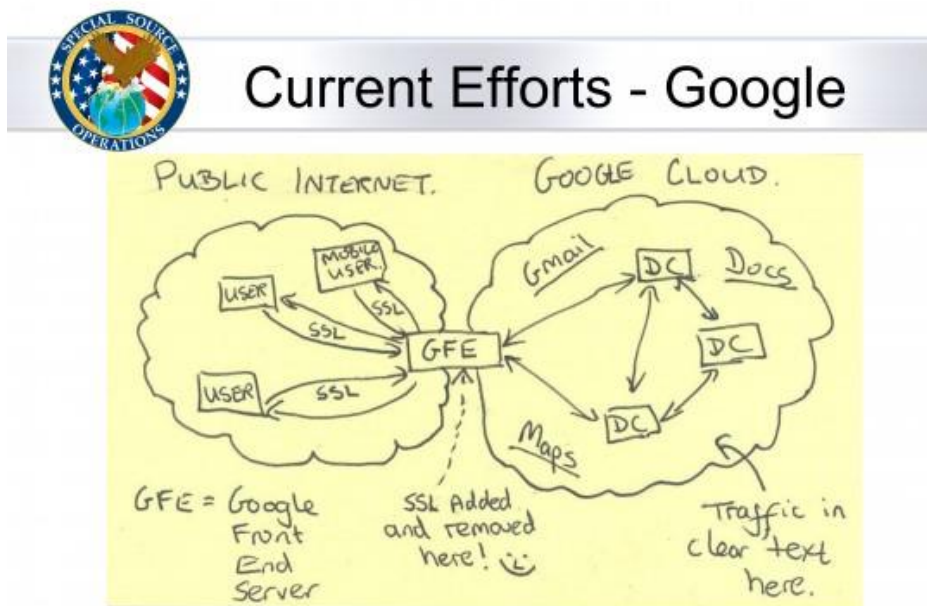 SPECIAL SOURCE
OPERATIONS
Current Efforts - Google
PUBLIC INTERNET.
GOOGLE CLOUD.
MOBILE
USER.
USER
SSL
SSL
USER
SSL
GFE
Gmail
DC
Docs
DC
DC
Maps
GFE = Google
Front
End
Server
SSL Added
and removed
here!
Traffic in
clear text
here.